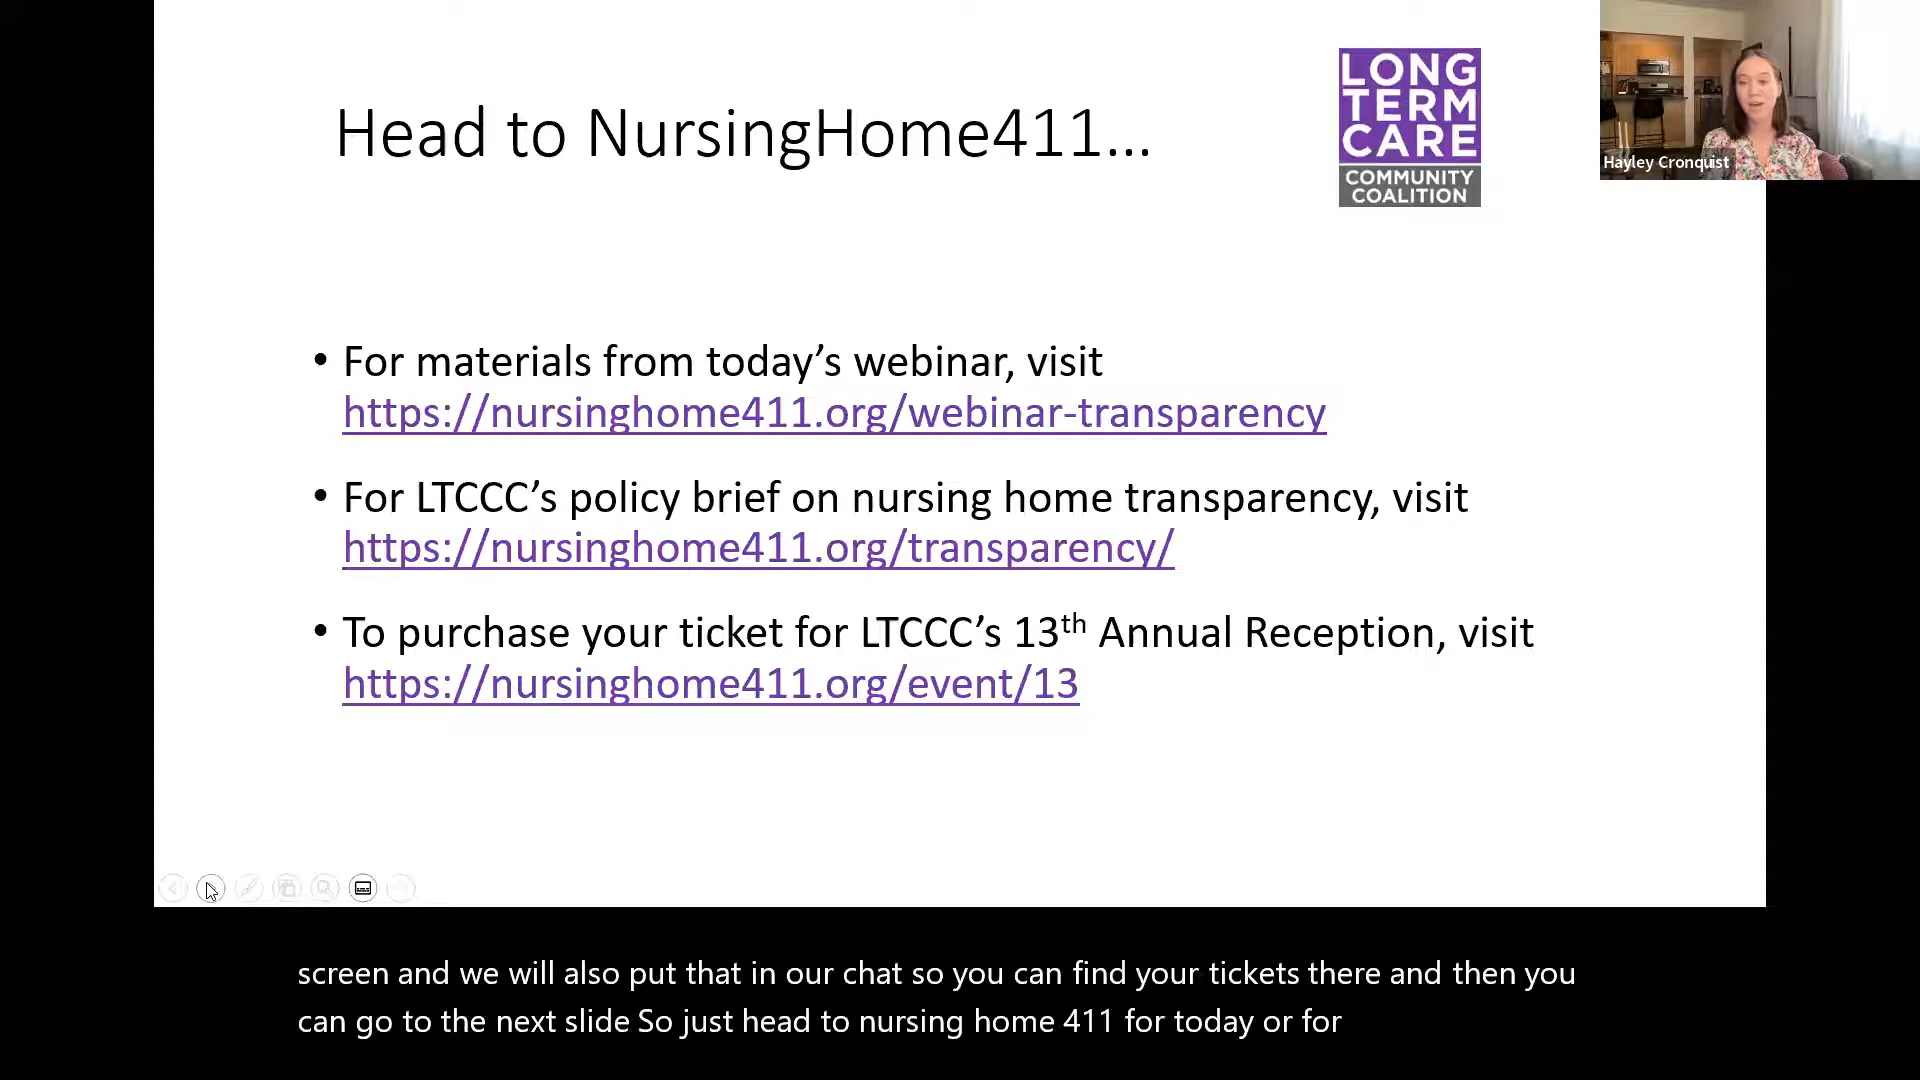 Head to NursingHome411...
LONG
TERM
CARE
COMMUNITY
COALITION
Hayley Cronquist
• For materials from today’s webinar, visit
https://nursinghome411.org/webinar-transparency
• For LTCCC’s policy brief on nursing home transparency, visit
https://nursinghome411.org/transparency/
• To purchase your ticket for LTCCC’s 13th Annual Reception, visit
https://nursinghome411.org/event/13
screen and we will also put that in our chat so you can find your tickets there and then you
can go to the next slide So just head to nursing home 411 for today or for